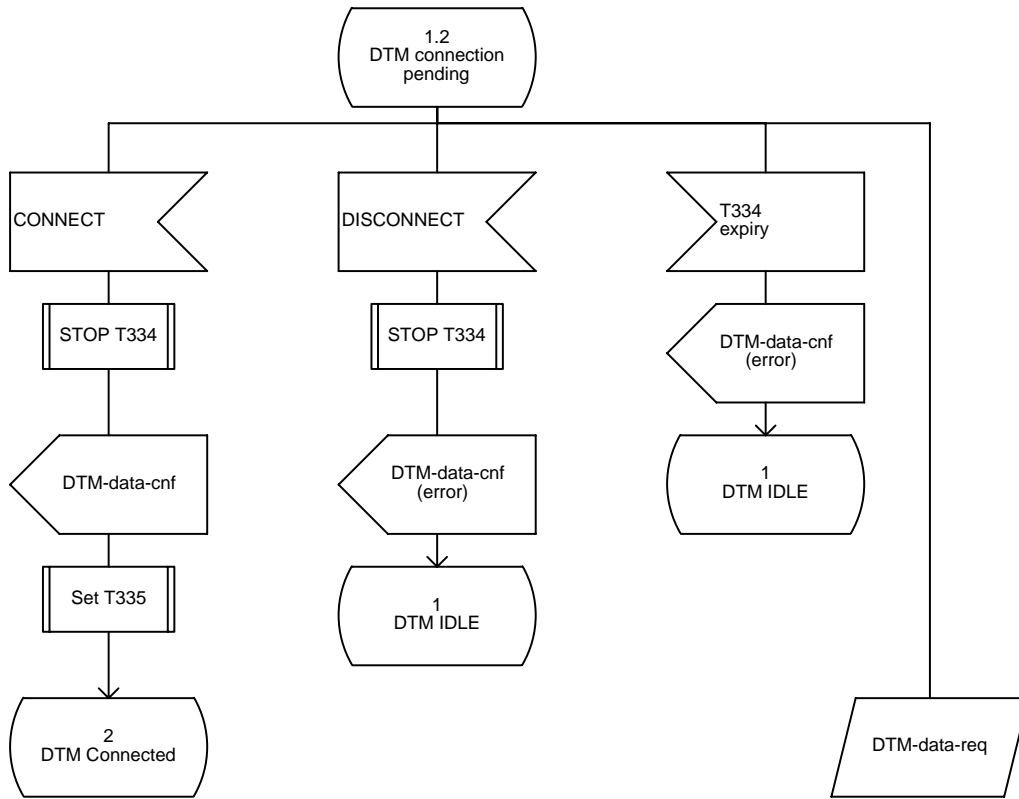 1.2
DTM connection
pending
CONNECT
DISCONNECT
T334
expiry
STOP T334
STOP T334
DTM-data-cnf
(error)
DTM-data-cnf
DTM-data-cnf
(error)
1
DTM IDLE
Set T335
1
DTM IDLE
2
DTM Connected
DTM-data-req